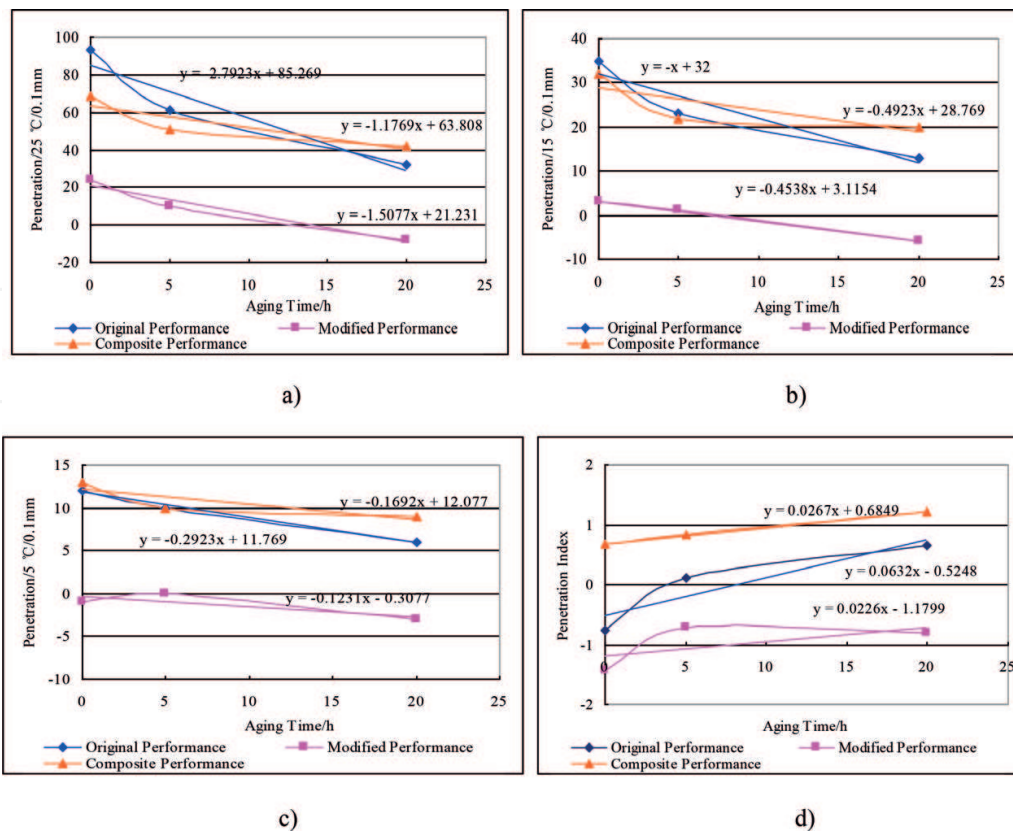 100
80
60
40
20
0
-20
Penetration/25 ℃/0.1mm
y = 2.7923x + 85.269
y = -1.1769x + 63.808
y = -1.5077x + 21.231
0 5 10 15 20 25
Aging Time/h
Original Performance Modified Performance
Composite Performance
a)
40
30
20
10
0
-10
Penetration/15 ℃/0.1mm
y = -x + 32
y = -0.4923x + 28.769
y = -0.4538x + 3.1154
0 5 10 15 20 25
Aging Time/h
Original Performance Modified Performance
Composite Performance
b)
15
10
5
0
-5
-10
Penetration/5 ℃/0.1mm
y = -0.1692x + 12.077
y = -0.2923x + 11.769
y = -0.1231x - 0.3077
0 5 10 15 20 25
Aging Time/h
Original Performance Modified Performance
Composite Performance
c)
2
1
0
-1
-2
Penetration Index
y = 0.0267x + 0.6849
y = 0.0632x - 0.5248
y = 0.0226x - 1.1799
0 5 10 15 20 25
Aging Time/h
Original Performance Modified Performance
Composite Performance
d)